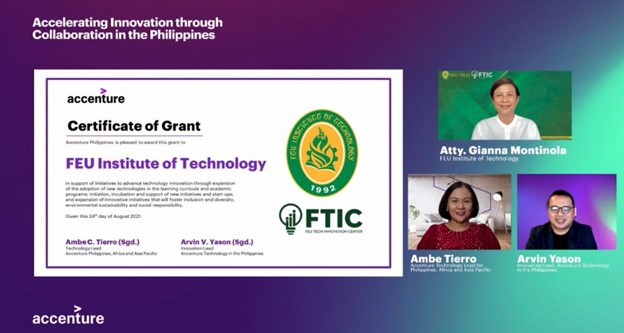 Accelerating Innovation through
Collaboration in the Philippines
accenture
Certificate of Grant
Accenture Philippines is pleased to award this grant to
FEU Institute of Technology
In support of initiatives to advance technology innovation through expansion
of the adoption of new technologies in the learning curricula and academic
programs; initiation, incubation and support of new initiatives and start-ups;
and expansion of innovative initiatives that will foster inclusion and diversity,
environmental sustainability and social responsibility.
Given this 24th day of August 2021.
Ambe C. Tierro (Sgd.)
Technology Lead
Accenture Philippines, Africa and Asia Pacific
Arvin V. Yason (Sgd.)
Innovation Lead
Accenture Technology in the Philippines
FEU INSTITUTE OF TECHNOLOGY
1992
FTIC
FEU TECH INNOVATION CENTER
FEU TECH
FTIC
Atty. Gianna Montinola
FEU Institute of Technology
Ambe Tierro
Accenture Technology Lead for
Philippines, Africa and Asia Pacific
Arvin Yason
Innovation Lead, Accenture Technology
in the Philippines
accenture